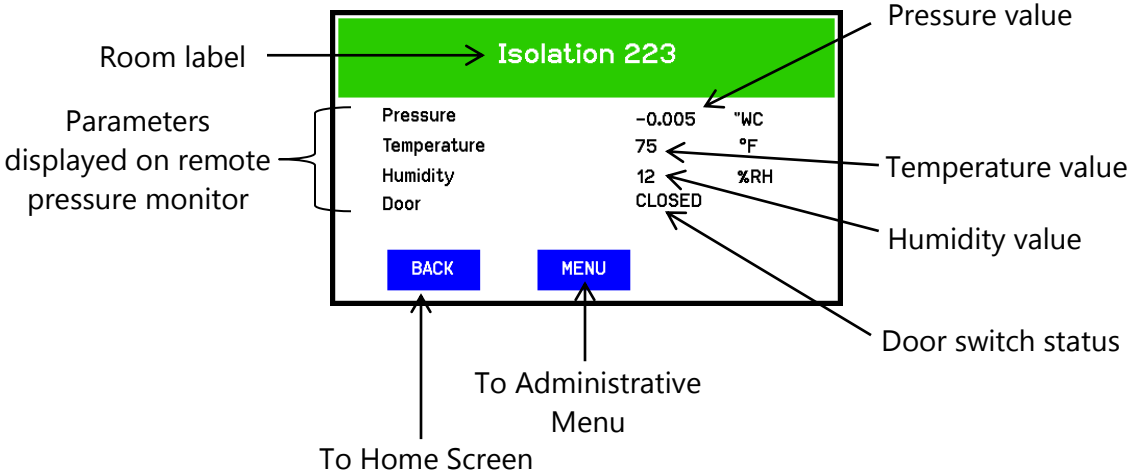 Pressure value
Room label
Isolation 223
Parameters
displayed on remote
pressure monitor
Pressure -0.005 "WC
Temperature 75 °F
Humidity 12 %RH
Door CLOSED
Temperature value
Humidity value
BACK MENU
Door switch status
To Administrative
Menu
To Home Screen